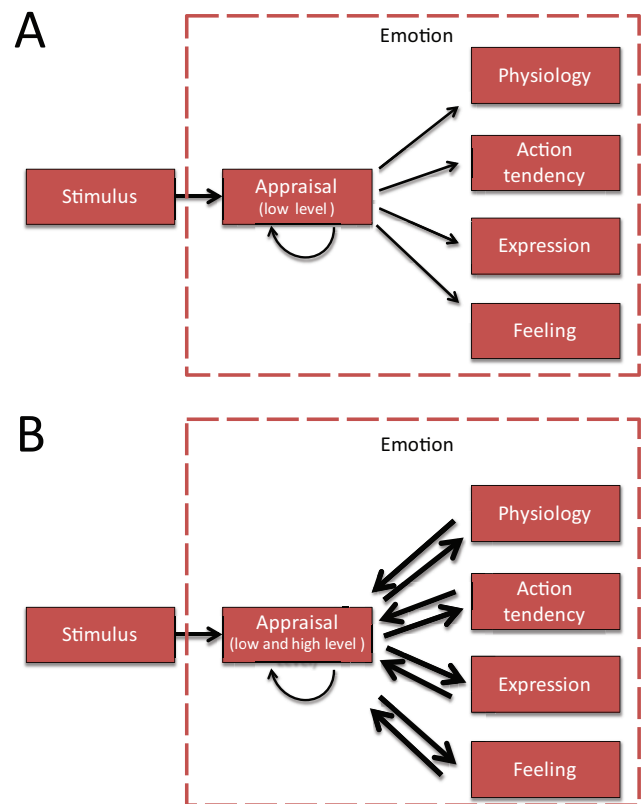 A
Emotion
Physiology
Action
tendency
Stimulus
Appraisal
(low level)
Expression
Feeling
B
Emotion
Physiology
Action
tendency
Stimulus
Appraisal
(low and high level)
Expression
Feeling